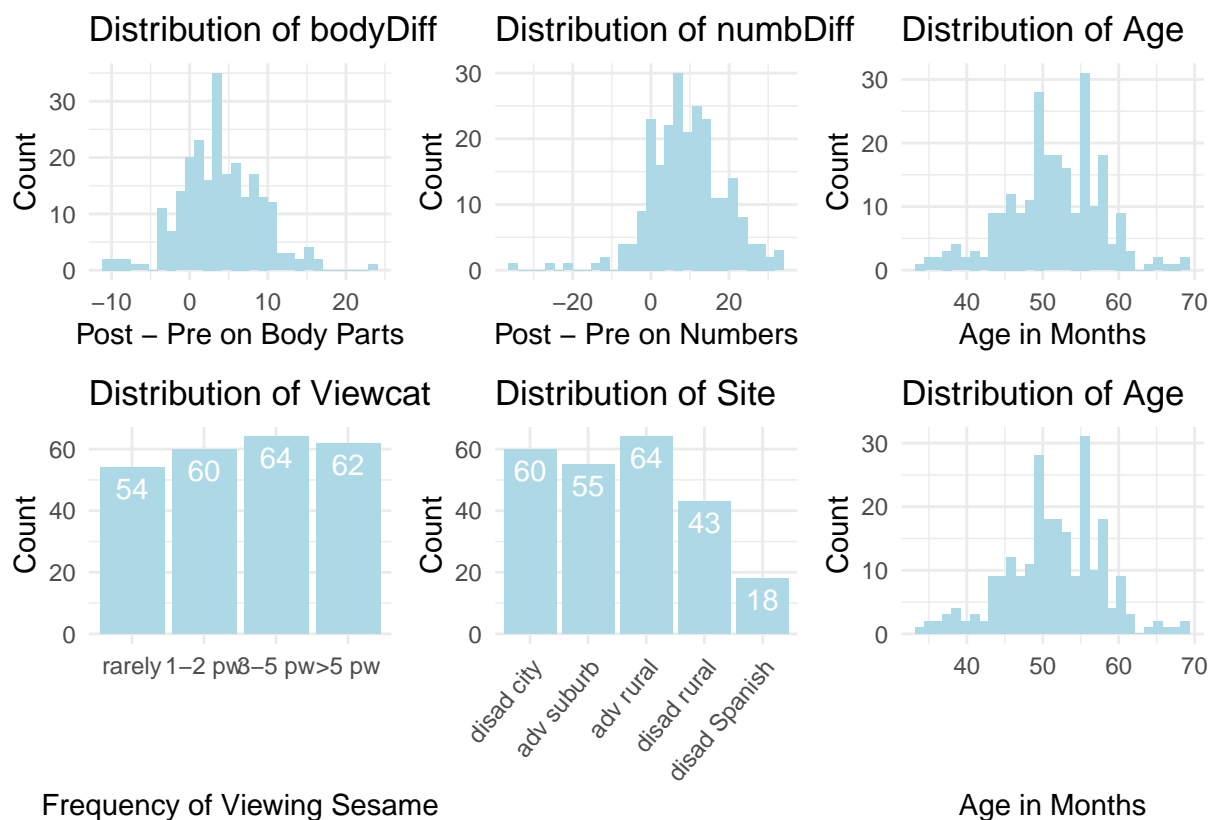 Distribution of bodyDiff
Count
30
20
10
0
−10 0 10 20
Post − Pre on Body Parts
Distribution of numbDiff
Count
30
20
10
0
−20 0 20
Post − Pre on Numbers
Distribution of Age
Count
30
20
10
0
40 50 60 70
Age in Months
Distribution of Viewcat
Count
60
40
20
0
54 60 64 62
rarely 1−2 pw 3−5 pw >5 pw
Frequency of Viewing Sesame
Distribution of Site
Count
60
40
20
0
60 55 64 43 18
disad city
adv suburb
adv rural
disad rural
disad Spanish
Distribution of Age
Count
30
20
10
0
40 50 60 70
Age in Months